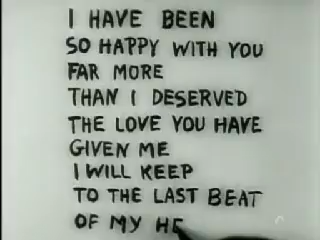 I HAVE BEEN
SO HAPPY WITH YOU
FAR MORE
THAN I DESERVED
THE LOVE YOU HAVE
GIVEN ME
I WILL KEEP
TO THE LAST BEAT
OF MY HE